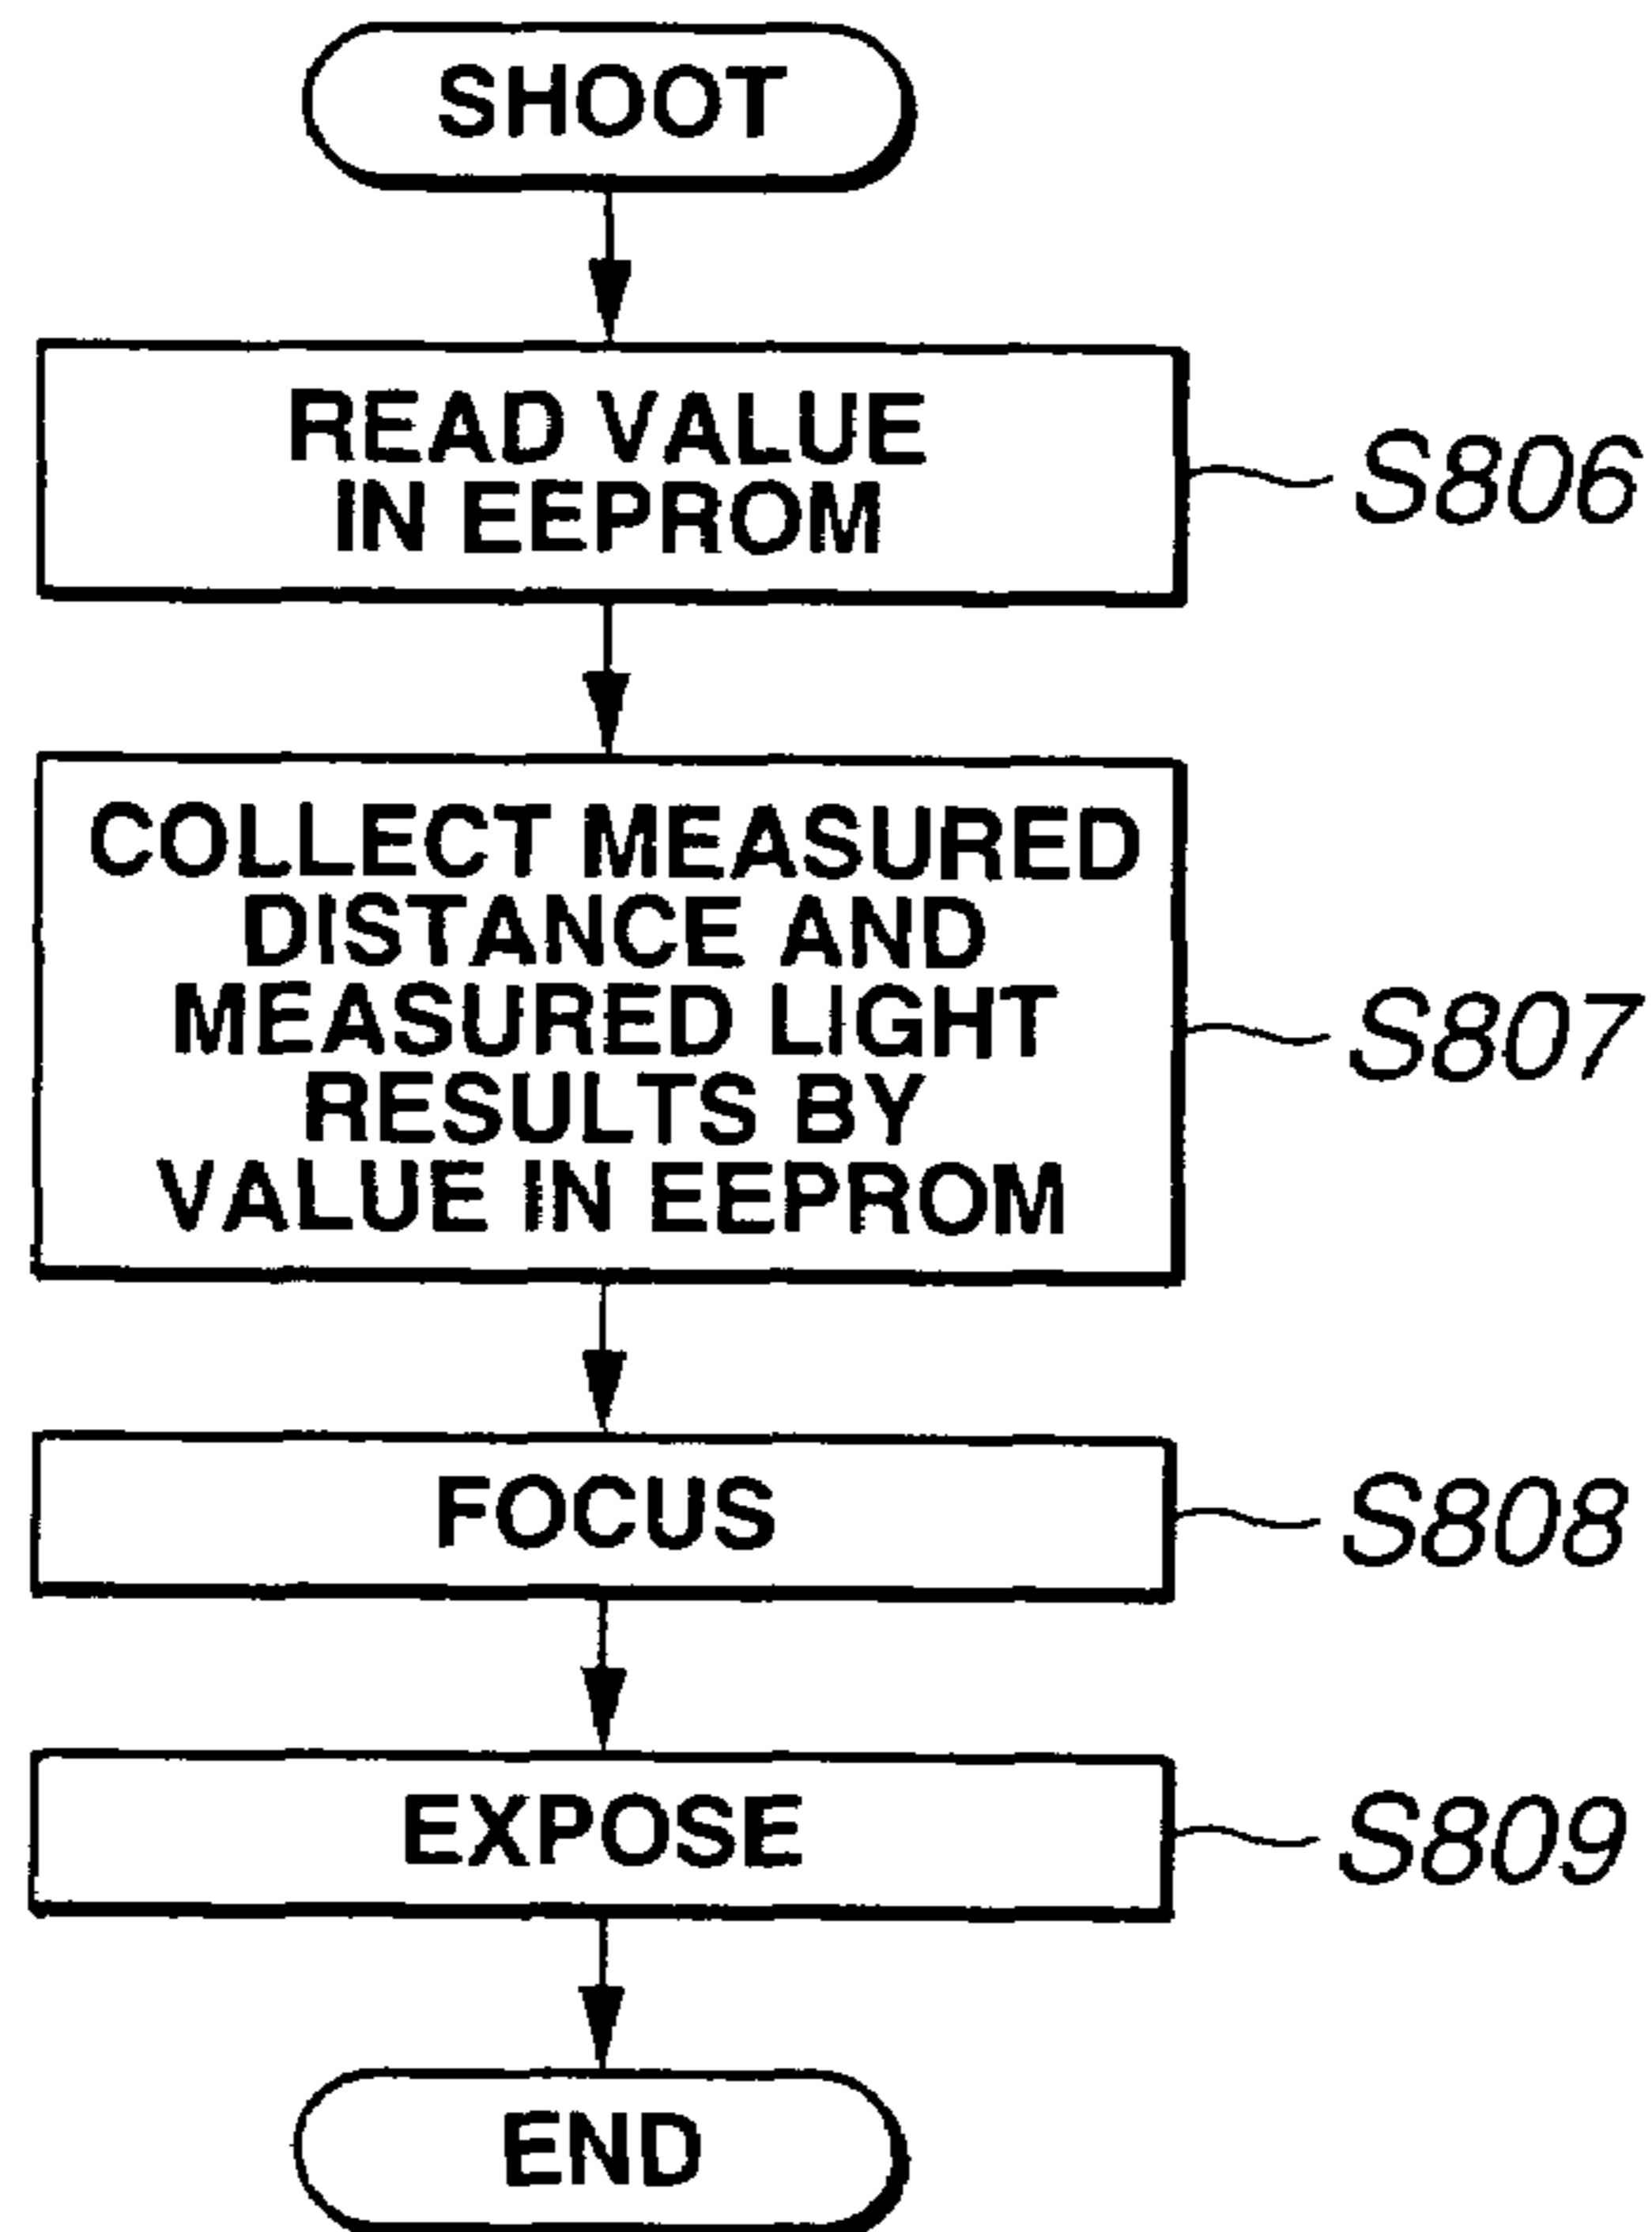 SHOOT
READ VALUE
IN EEPROM
S806
COLLECT MEASURED
DISTANCE AND
MEASURED LIGHT
RESULTS BY
VALUE IN EEPROM
S807
FOCUS
S808
EXPOSE
S809
END